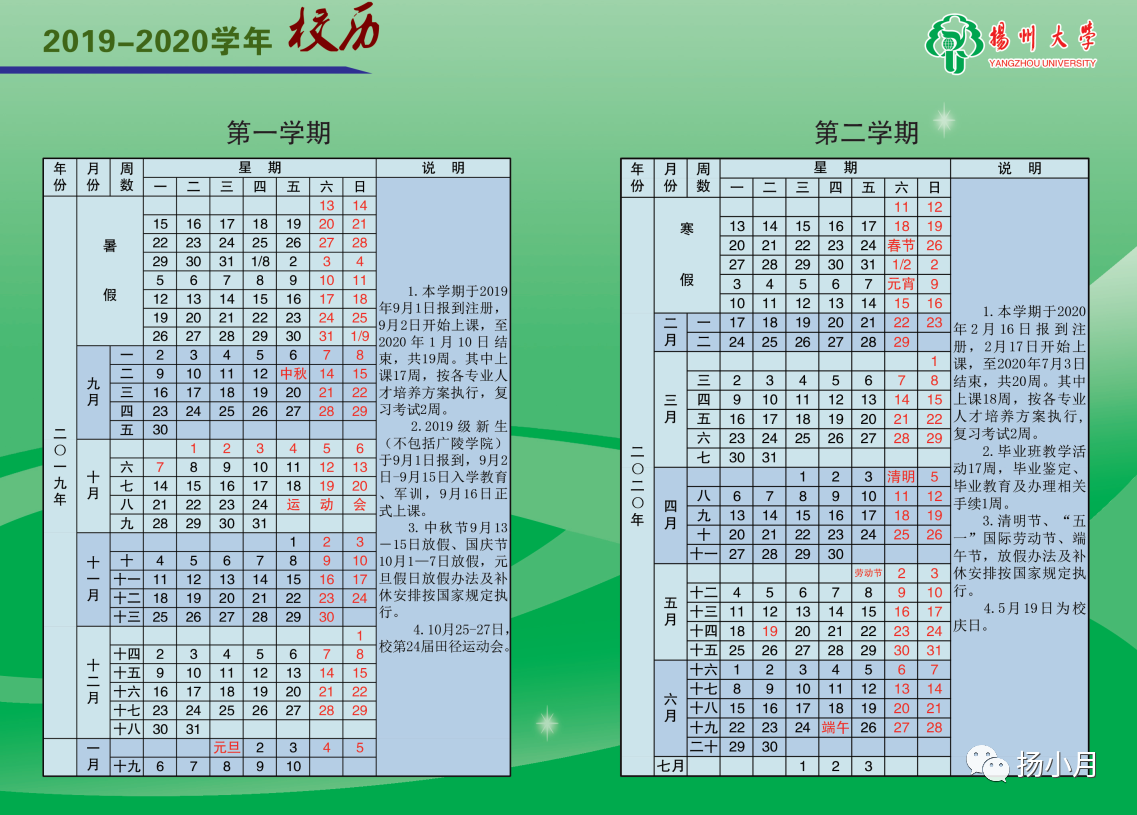 2019-2020学年 校历
揚州大学
YANGZHOU UNIVERSITY
第一学期
年份 月份 周数 星期 说明
一 二 三 四 五 六 日
二〇一九年
暑假
13 14
15 16 17 18 19 20 21
22 23 24 25 26 27 28
29 30 31 1/8 2 3 4
5 6 7 8 9 10 11
12 13 14 15 16 17 18
19 20 21 22 23 24 25
26 27 28 29 30 31 1/9
九月
一 2 3 4 5 6 7 8
二 9 10 11 12 中秋 14 15
三 16 17 18 19 20 21 22
四 23 24 25 26 27 28 29
五 30
十月
1 2 3 4 5 6
六 7 8 9 10 11 12 13
七 14 15 16 17 18 19 20
八 21 22 23 24 运 动 会
九 28 29 30 31
十一月
1 2 3
十 4 5 6 7 8 9 10
十一 11 12 13 14 15 16 17
十二 18 19 20 21 22 23 24
十三 25 26 27 28 29 30
十二月
1
十四 2 3 4 5 6 7 8
十五 9 10 11 12 13 14 15
十六 16 17 18 19 20 21 22
十七 23 24 25 26 27 28 29
十八 30 31
一月
元旦 2 3 4 5
十九 6 7 8 9 10
1.本学期于2019
年9月1日报到注册，
9月2日开始上课，至
2020年1月10日结
束，共19周。其中上
课17周，按各专业人
才培养方案执行，复
习考试2周。
2.2019级新生
（不包括广陵学院）
于9月1日报到，9月2
日-9月15日入学教育
、军训，9月16日正
式上课。
3.中秋节9月13
—15日放假、国庆节
10月1—7日放假，元
旦假日放假办法及补
休安排按国家规定执
行。
4.10月25-27日，
校第24届田径运动会。
第二学期
年份 月份 周数 星期 说明
一 二 三 四 五 六 日
二〇二〇年
寒假
11 12
13 14 15 16 17 18 19
20 21 22 23 24 春节 26
27 28 29 30 31 1/2 2
3 4 5 6 7 元宵 9
10 11 12 13 14 15 16
二月
一 17 18 19 20 21 22 23
二 24 25 26 27 28 29
三月
1
三 2 3 4 5 6 7 8
四 9 10 11 12 13 14 15
五 16 17 18 19 20 21 22
六 23 24 25 26 27 28 29
七 30 31
四月
1 2 3 清明 5
八 6 7 8 9 10 11 12
九 13 14 15 16 17 18 19
十 20 21 22 23 24 25 26
十一 27 28 29 30
五月
劳动节 2 3
十二 4 5 6 7 8 9 10
十三 11 12 13 14 15 16 17
十四 18 19 20 21 22 23 24
十五 25 26 27 28 29 30 31
六月
十六 1 2 3 4 5 6 7
十七 8 9 10 11 12 13 14
十八 15 16 17 18 19 20 21
十九 22 23 24 端午 26 27 28
二十 29 30
七月 1 2 3
1.本学期于2020
年2月16日报到注
册，2月17日开始上
课，至2020年7月3日
结束，共20周。其中
上课18周，按各专业
人才培养方案执行，
复习考试2周。
2.毕业班教学活
动17周，毕业鉴定、
毕业教育及办理相关
手续1周。
3.清明节、“五
一”国际劳动节、端
午节，放假办法及补
休安排按国家规定执
行。
4.5月19日为校
庆日。
扬小月